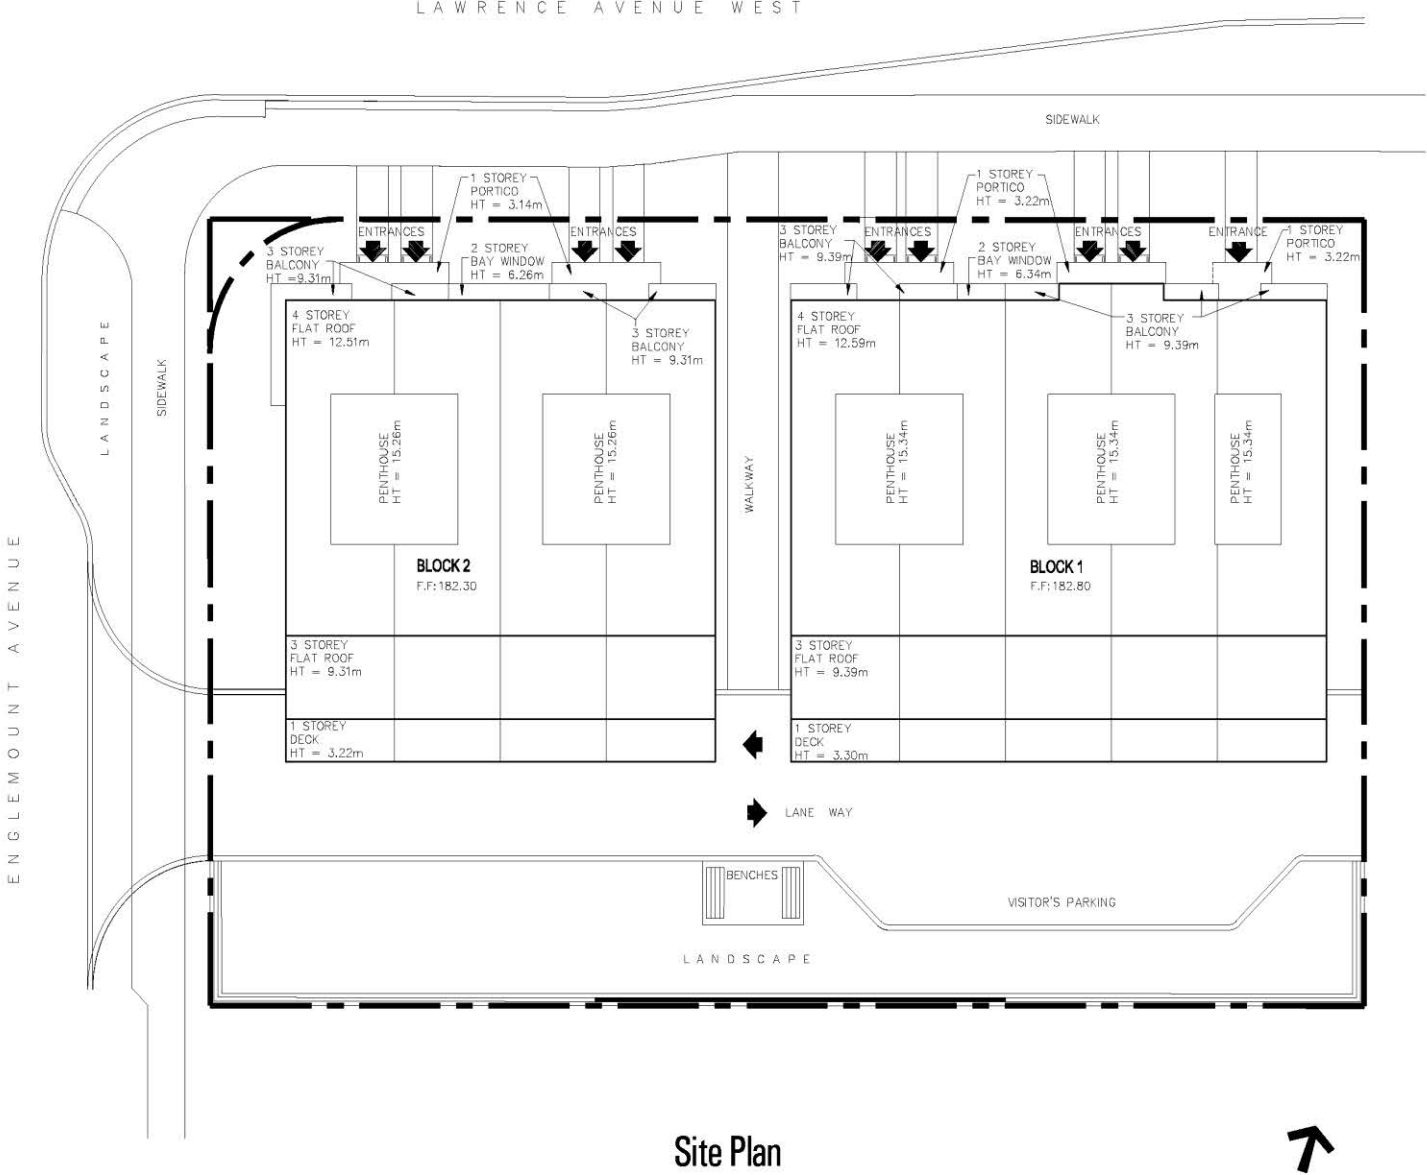 LAWRENCE AVENUE WEST
SIDEWALK
1 STOREY
PORTICO
HT = 3.14m
1 STOREY
PORTICO
HT = 3.22m
ENTRANCES
ENTRANCES
ENTRANCES
ENTRANCES
ENTRANCE
1 STOREY
PORTICO
HT = 3.22m
3 STOREY
BALCONY
HT =9.31m
2 STOREY
BAY WINDOW
HT = 6.26m
3 STOREY
BALCONY
HT = 9.39m
2 STOREY
BAY WINDOW
HT = 6.34m
4 STOREY
FLAT ROOF
HT = 12.51m
3 STOREY
BALCONY
HT = 9.31m
4 STOREY
FLAT ROOF
HT = 12.59m
3 STOREY
BALCONY
HT = 9.39m
LANDSCAPE
SIDEWALK
PENTHOUSE
HT = 15.26m
PENTHOUSE
HT = 15.26m
WALKWAY
PENTHOUSE
HT = 15.34m
PENTHOUSE
HT = 15.34m
PENTHOUSE
HT = 15.34m
BLOCK 2
F.F:182.30
BLOCK 1
F.F:182.80
ENGLEMOUNT AVENUE
3 STOREY
FLAT ROOF
HT = 9.31m
3 STOREY
FLAT ROOF
HT = 9.39m
1 STOREY
DECK
HT = 3.22m
1 STOREY
DECK
HT = 3.30m
LANE WAY
BENCHES
VISITOR'S PARKING
LANDSCAPE
Site Plan